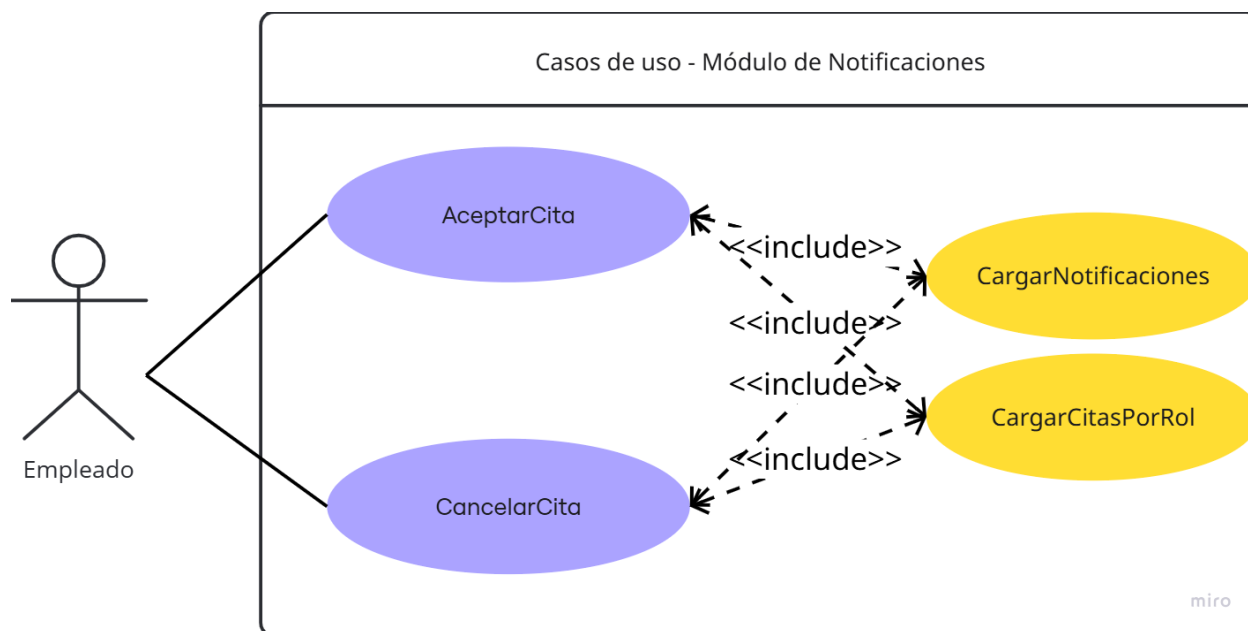 Casos de uso - Módulo de Notificaciones
AceptarCita
<<include>>
CargarNotificaciones
<<include>>
<<include>>
CargarCitasPorRol
<<include>>
Empleado
CancelarCita
miro